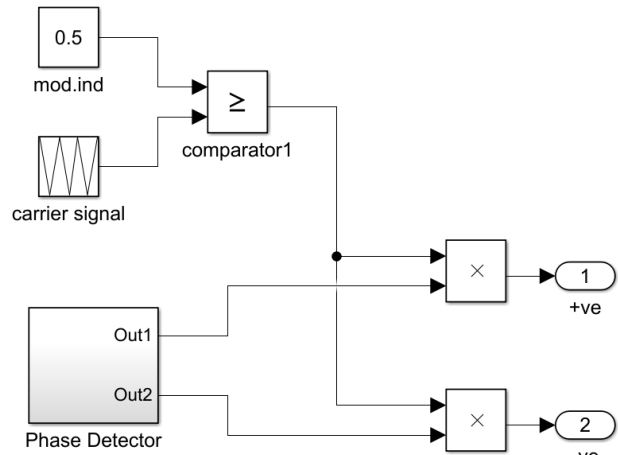 0.5
mod.ind
≥
comparator1
carrier signal
×
1
+ve
Out1
Out2
Phase Detector
×
2